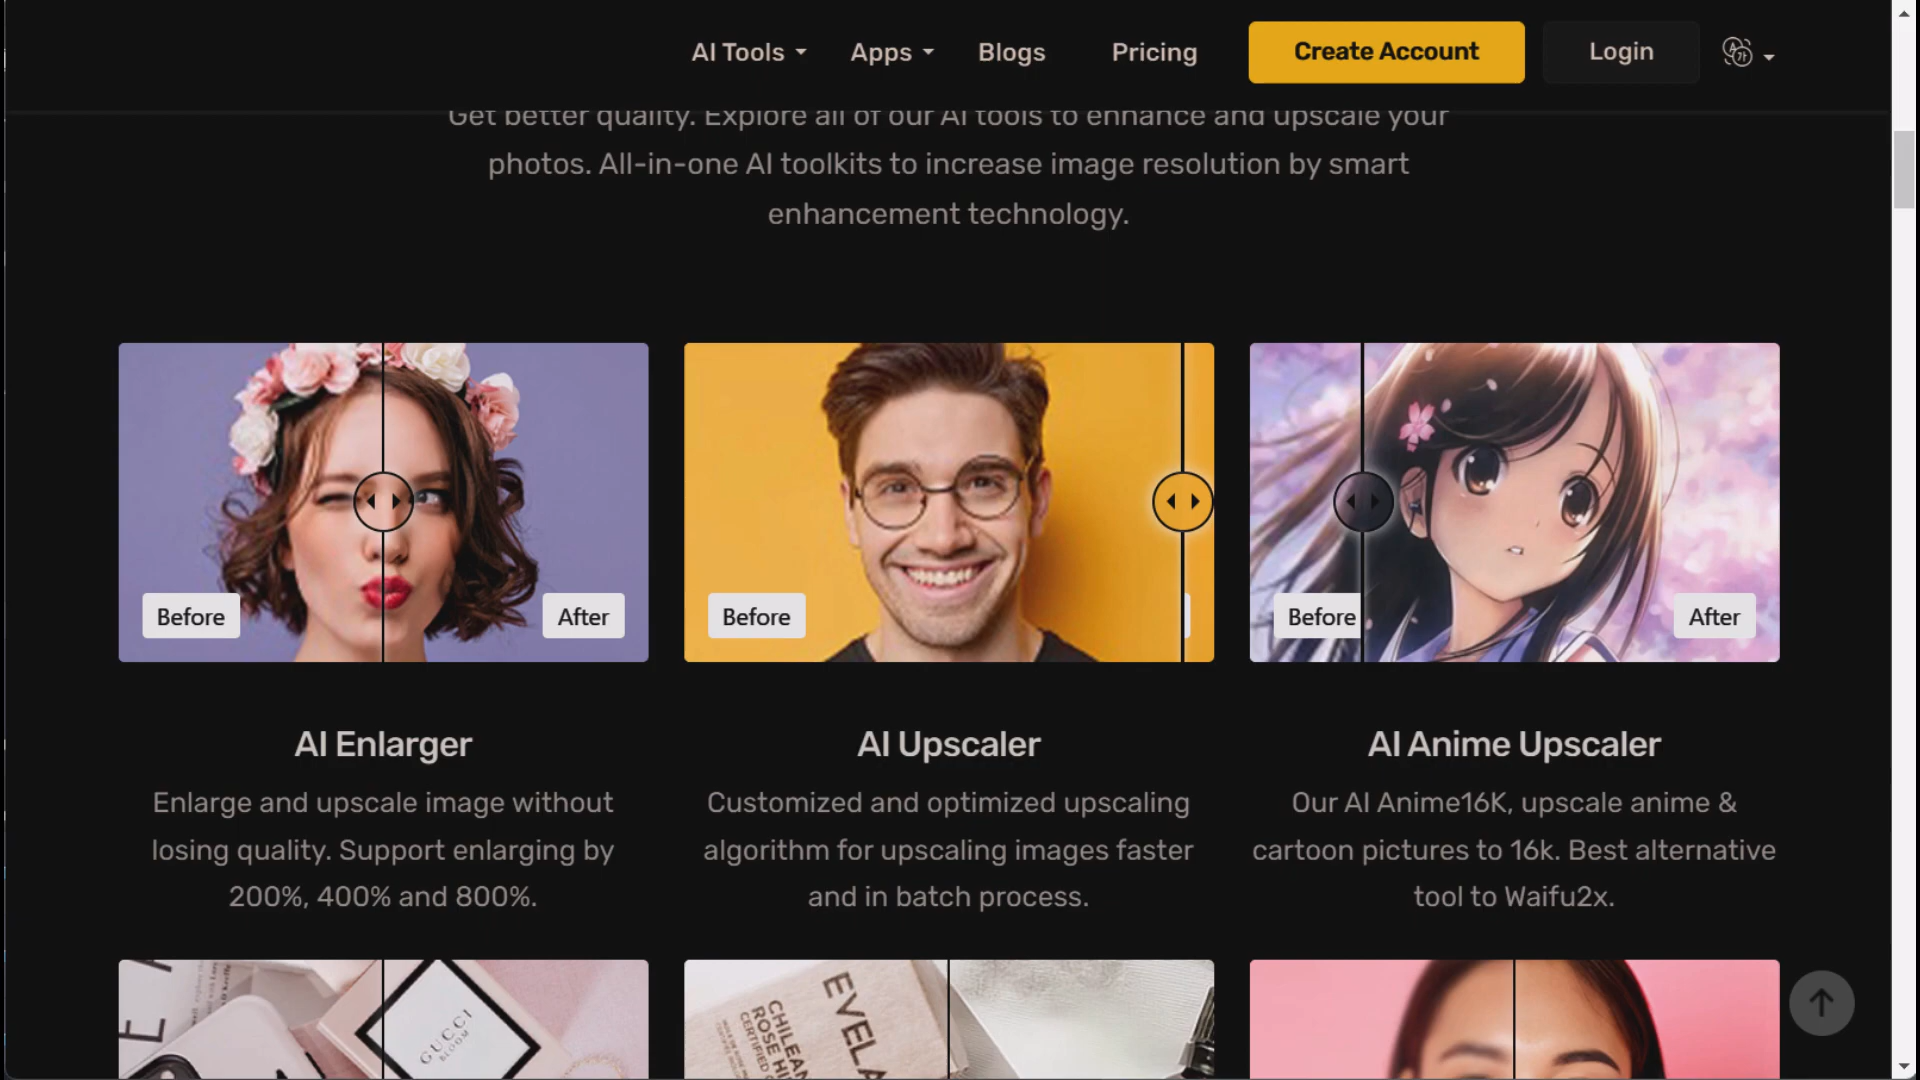 AI Tools Apps Blogs Pricing Create Account Login
Get better quality. Explore all of our AI tools to enhance and upscale your
photos. All-in-one AI toolkits to increase image resolution by smart
enhancement technology.
Before After
Before
Before After
AI Enlarger
Enlarge and upscale image without
losing quality. Support enlarging by
200%, 400% and 800%.
AI Upscaler
Customized and optimized upscaling
algorithm for upscaling images faster
and in batch process.
AI Anime Upscaler
Our AI Anime16K, upscale anime &
cartoon pictures to 16k. Best alternative
tool to Waifu2x.
GUCCI
BLOOM
EVELA
CHILEAN
ROSE HI
CERTIFIED